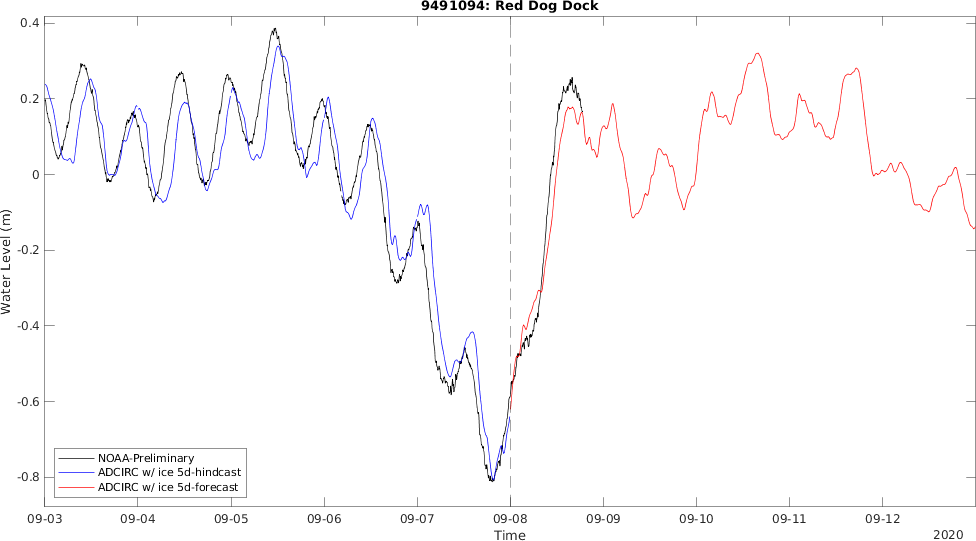 9491094: Red Dog Dock
Water Level (m)
0.4
0.2
0
-0.2
-0.4
-0.6
-0.8
NOAA-Preliminary
ADCIRC w/ ice 5d-hindcast
ADCIRC w/ ice 5d-forecast
09-03 09-04 09-05 09-06 09-07 09-08 09-09 09-10 09-11 09-12
Time
2020